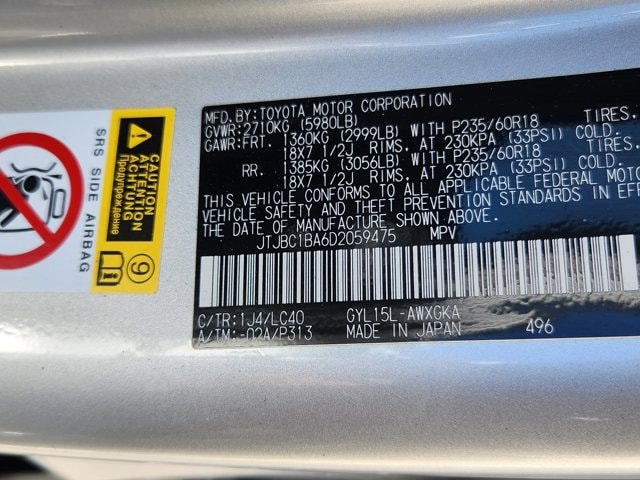 MFD.BY:TOYOTA MOTOR CORPORATION
GVWR:2710KG (5980LB)
GAWR:FRT. 1360KG (2999LB) WITH P235/60R18 TIRES.
18X7 1/2J RIMS. AT 230KPA (33PSI) COLD.
RR. 1385KG (3056LB) WITH P235/60R18 TIRES.
18X7 1/2J RIMS. AT 230KPA (33PSI) COLD.
THIS VEHICLE CONFORMS TO ALL APPLICABLE FEDERAL MOTOR
VEHICLE SAFETY AND THEFT PREVENTION STANDARDS IN EFF
THE DATE OF MANUFACTURE SHOWN ABOVE.
JTJBC1BA6D2059475 MPV
C/TR:1J4/LC40 GYL15L-AWXGKA
A/TM:-02A/P313 MADE IN JAPAN 496
SRS SIDE AIRBAG
CAUTION
ATTENTION
ACHTUNG
Предупреждение
9